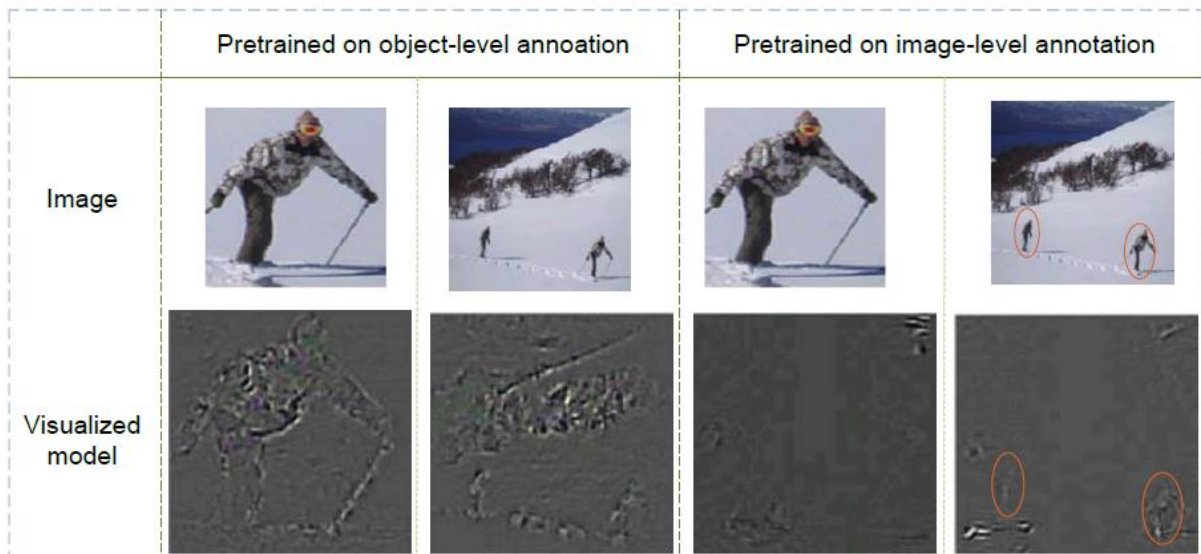 Pretrained on object-level annoation
Pretrained on image-level annotation
Image
Visualized
model